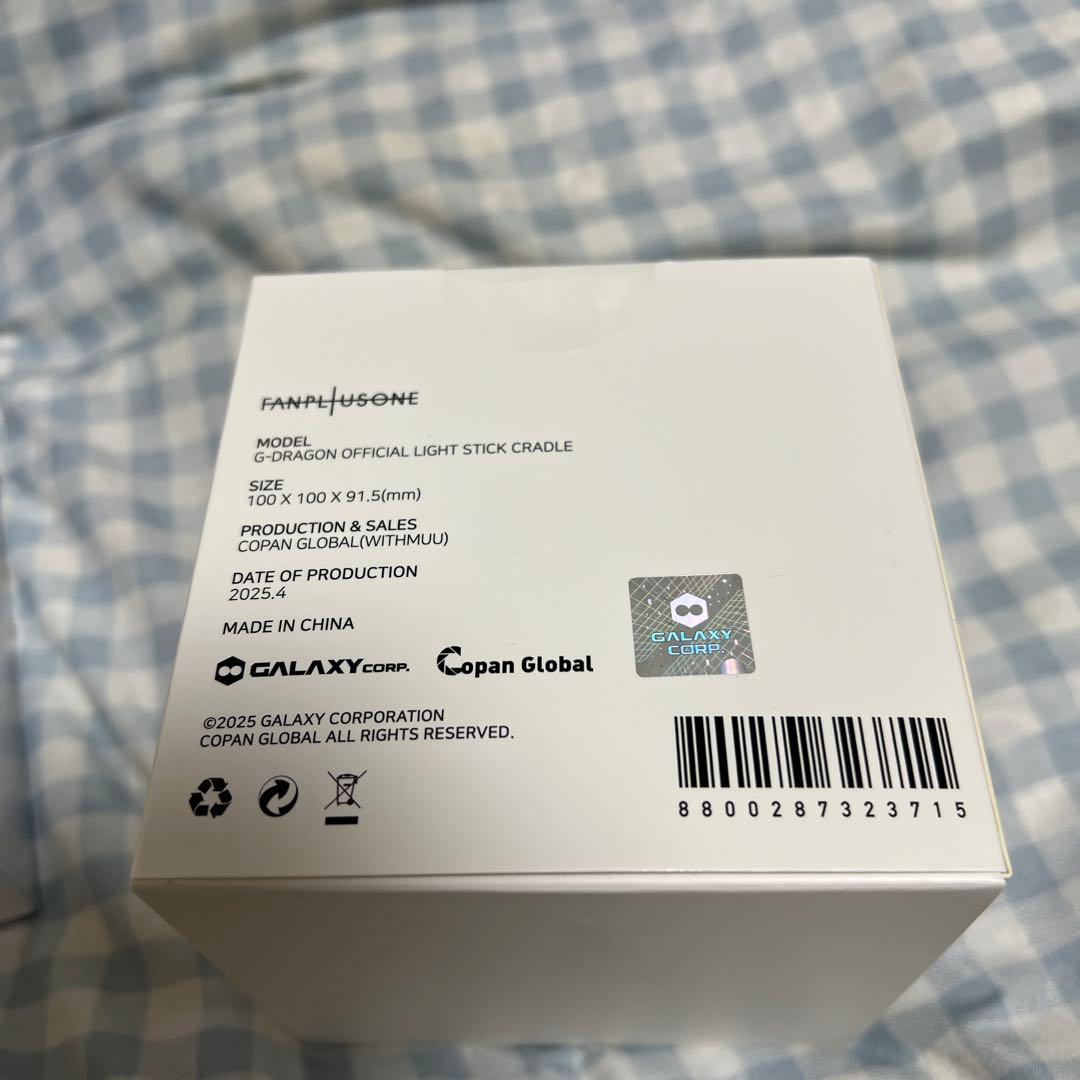 FANPLUSONE
MODEL
G-DRAGON OFFICIAL LIGHT STICK CRADLE
SIZE
100 X 100 X 91.5(mm)
PRODUCTION & SALES
COPAN GLOBAL(WITHMUU)
DATE OF PRODUCTION
2025.4
MADE IN CHINA
GALAXY CORP.
Copan Global
GALAXY
CORP.
©2025 GALAXY CORPORATION
COPAN GLOBAL ALL RIGHTS RESERVED.
8800287323715